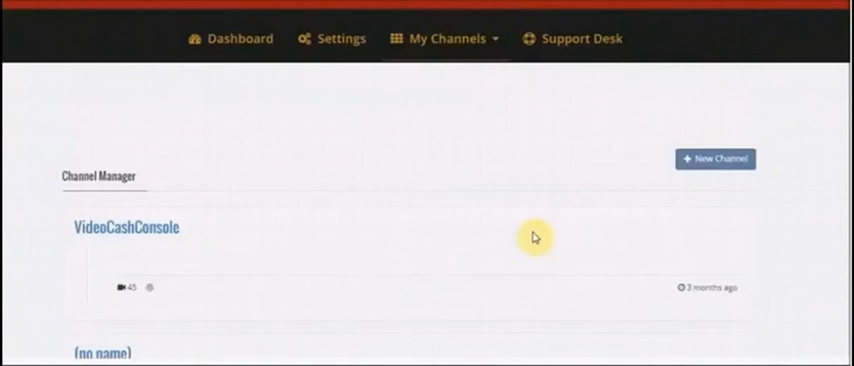 Dashboard Settings My Channels Support Desk
New Channel
Channel Manager
VideoCashConsole
45 3 months ago
(no name)